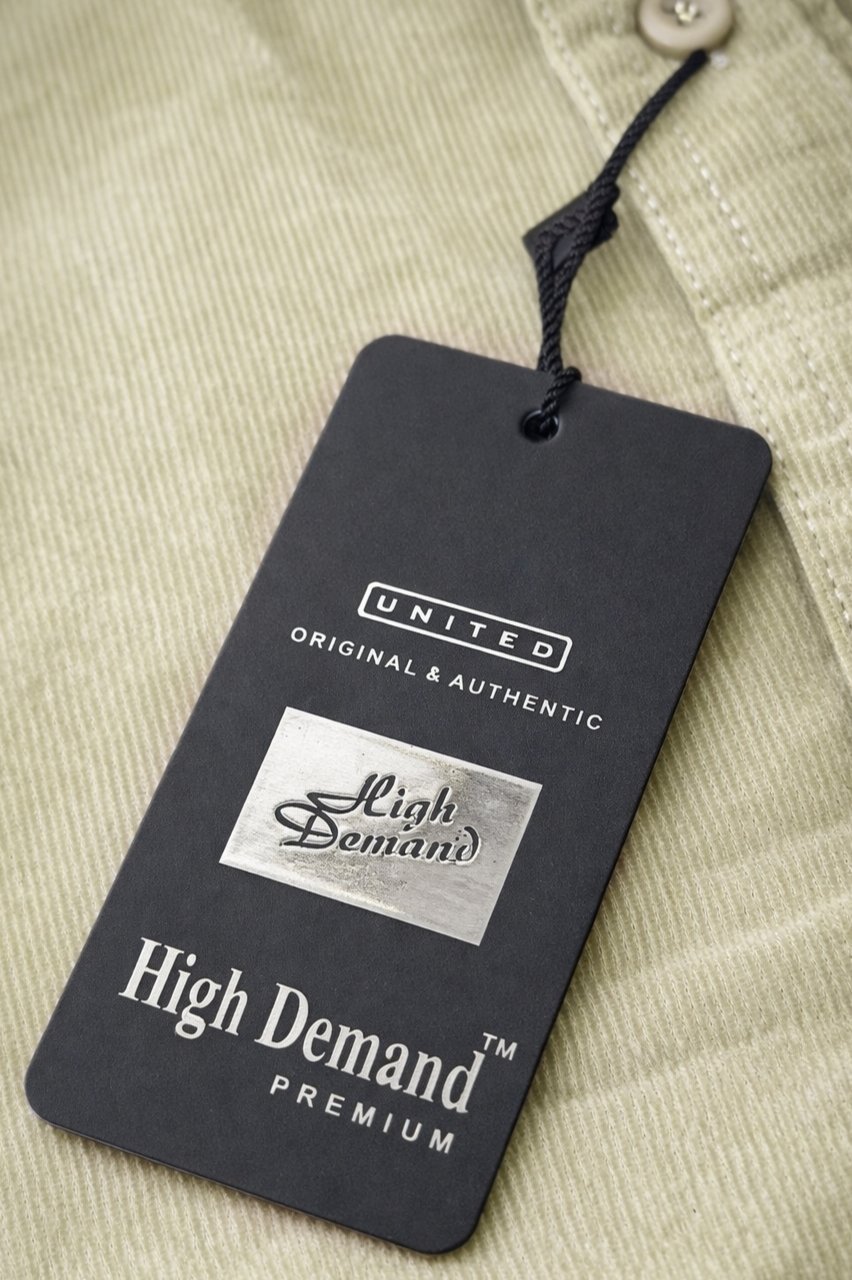 UNITED
ORIGINAL & AUTHENTIC
High
Demand
High Demand™
PREMIUM